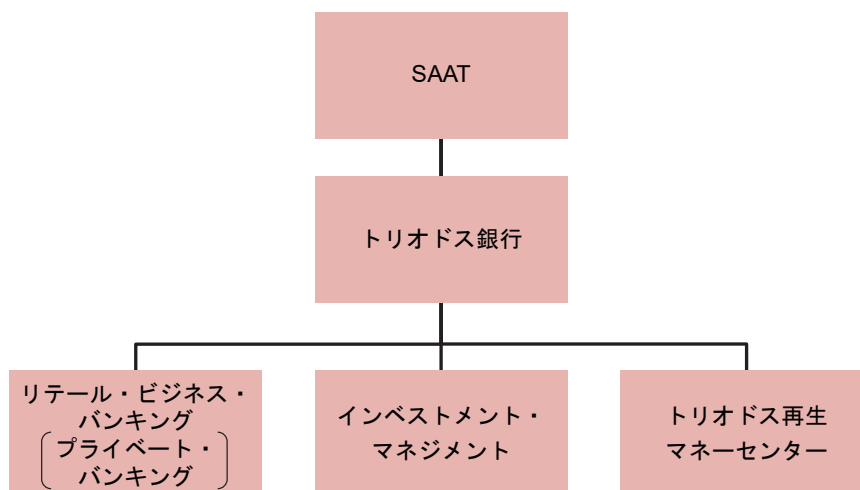 SAAT
トリオドス銀行
リテール・ビジネス・
バンキング
(プライベート・
バンキング)
インベストメント・
マネジメント
トリオドス再生
マネーセンター